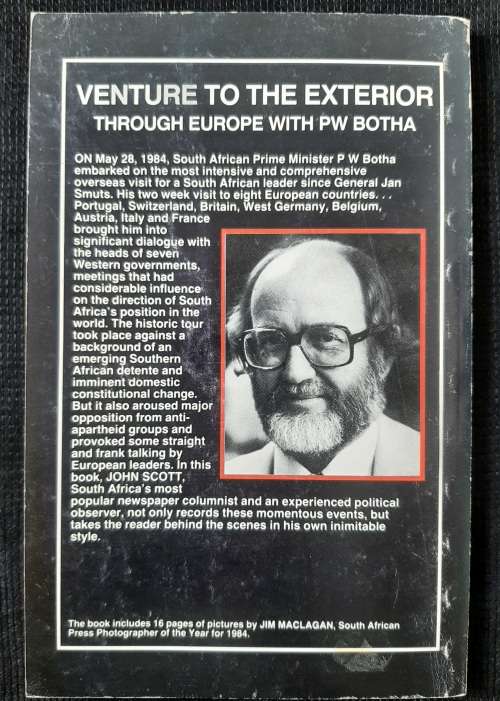 VENTURE TO THE EXTERIOR
THROUGH EUROPE WITH PW BOTHA
ON May 28, 1984, South African Prime Minister P W Botha
embarked on the most intensive and comprehensive
overseas visit for a South African leader since General Jan
Smuts. His two week visit to eight European countries. . .
Portugal, Switzerland, Britain, West Germany, Belgium,
Austria, Italy and France
brought him into
significant dialogue with
the heads of seven
Western governments,
meetings that had
considerable influence
on the direction of South
Africa's position in the
world. The historic tour
took place against a
background of an
emerging Southern
African detente and
imminent domestic
constitutional change.
But it also aroused major
opposition from anti-
apartheid groups and
provoked some straight
and frank talking by
European leaders. In this
book, JOHN SCOTT,
South Africa's most
popular newspaper columnist and an experienced political
observer, not only records these momentous events, but
takes the reader behind the scenes in his own inimitable
style.
The book includes 16 pages of pictures by JIM MACLAGAN, South African
Press Photographer of the Year for 1984.